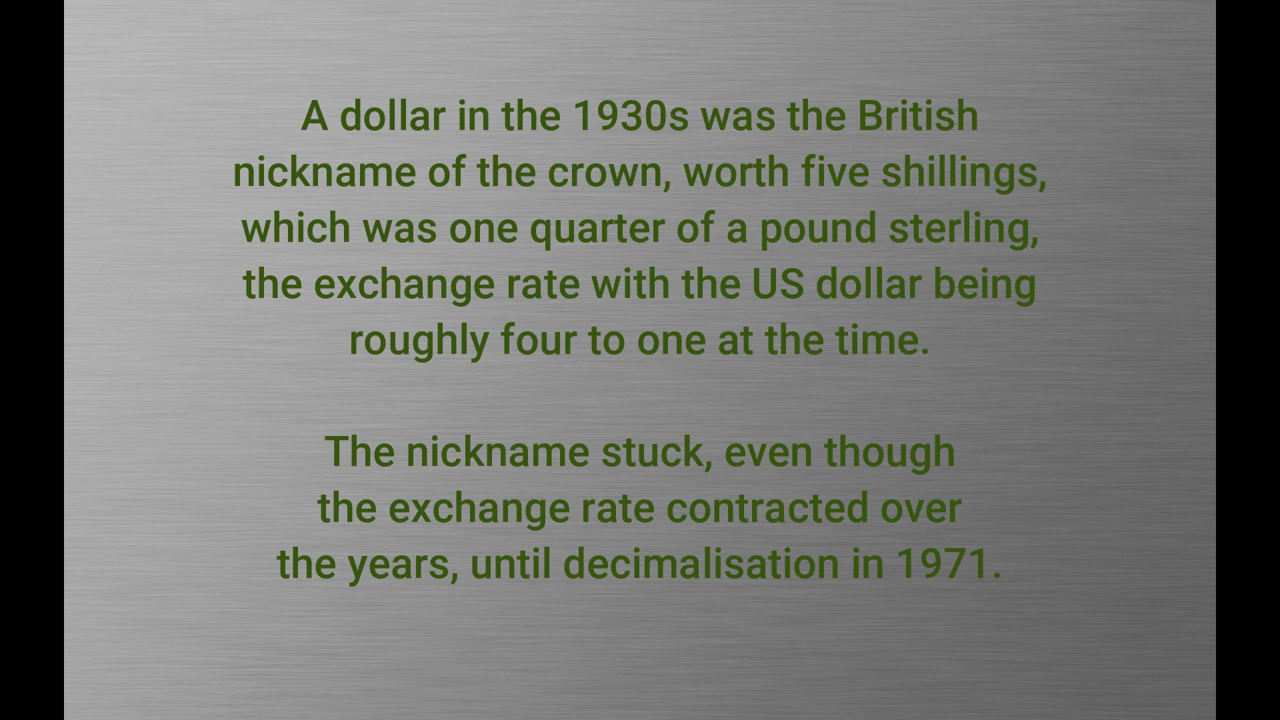 A dollar in the 1930s was the British
nickname of the crown, worth five shillings,
which was one quarter of a pound sterling,
the exchange rate with the US dollar being
roughly four to one at the time.
The nickname stuck, even though
the exchange rate contracted over
the years, until decimalisation in 1971.